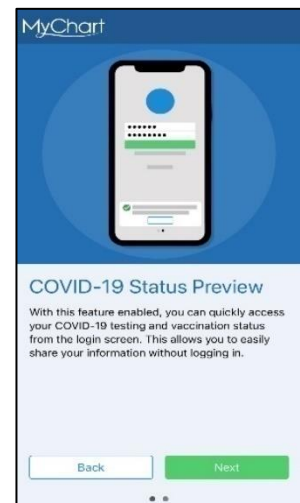 MyChart
COVID-19 Status Preview
With this feature enabled, you can quickly access
your COVID-19 testing and vaccination status
from the login screen. This allows you to easily
share your information without logging in.
Back
Next